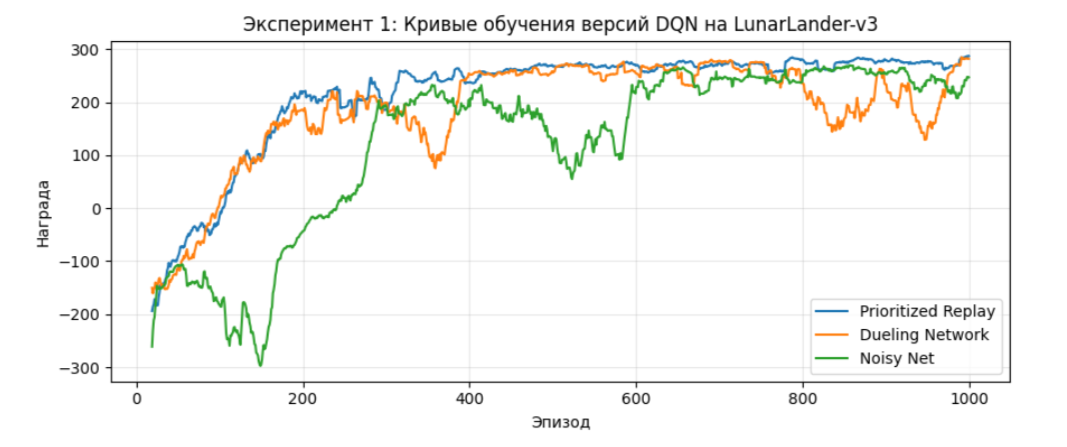 Эксперимент 1: Кривые обучения версий DQN на LunarLander-v3
300
200
100
0
−100
−200
−300
Награда
Prioritized Replay
Dueling Network
Noisy Net
0
200
400
600
800
1000
Эпизод